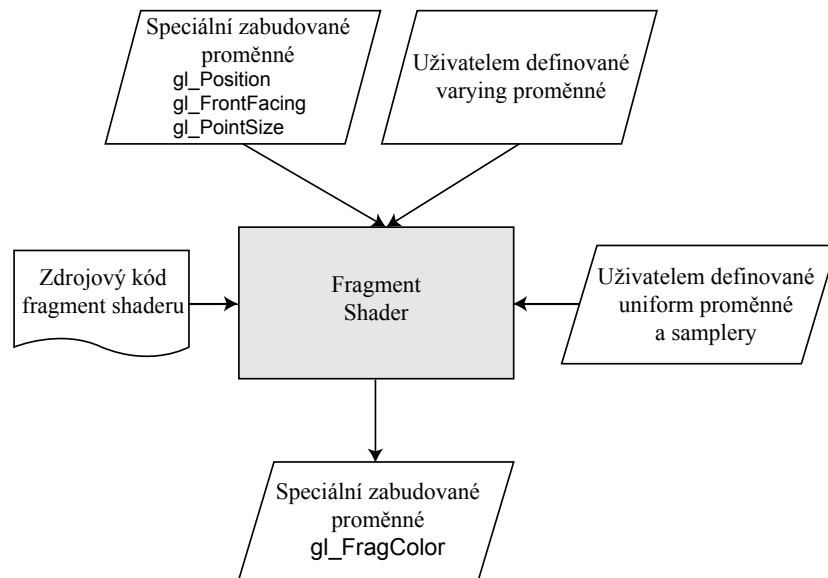 Speciální zabudované
proměnné
gl_Position
gl_FrontFacing
gl_PointSize
Uživatelem definované
varying proměnné
Zdrojový kód
fragment shaderu
Fragment
Shader
Uživatelem definované
uniform proměnné
a samplery
Speciální zabudované
proměnné
gl_FragColor